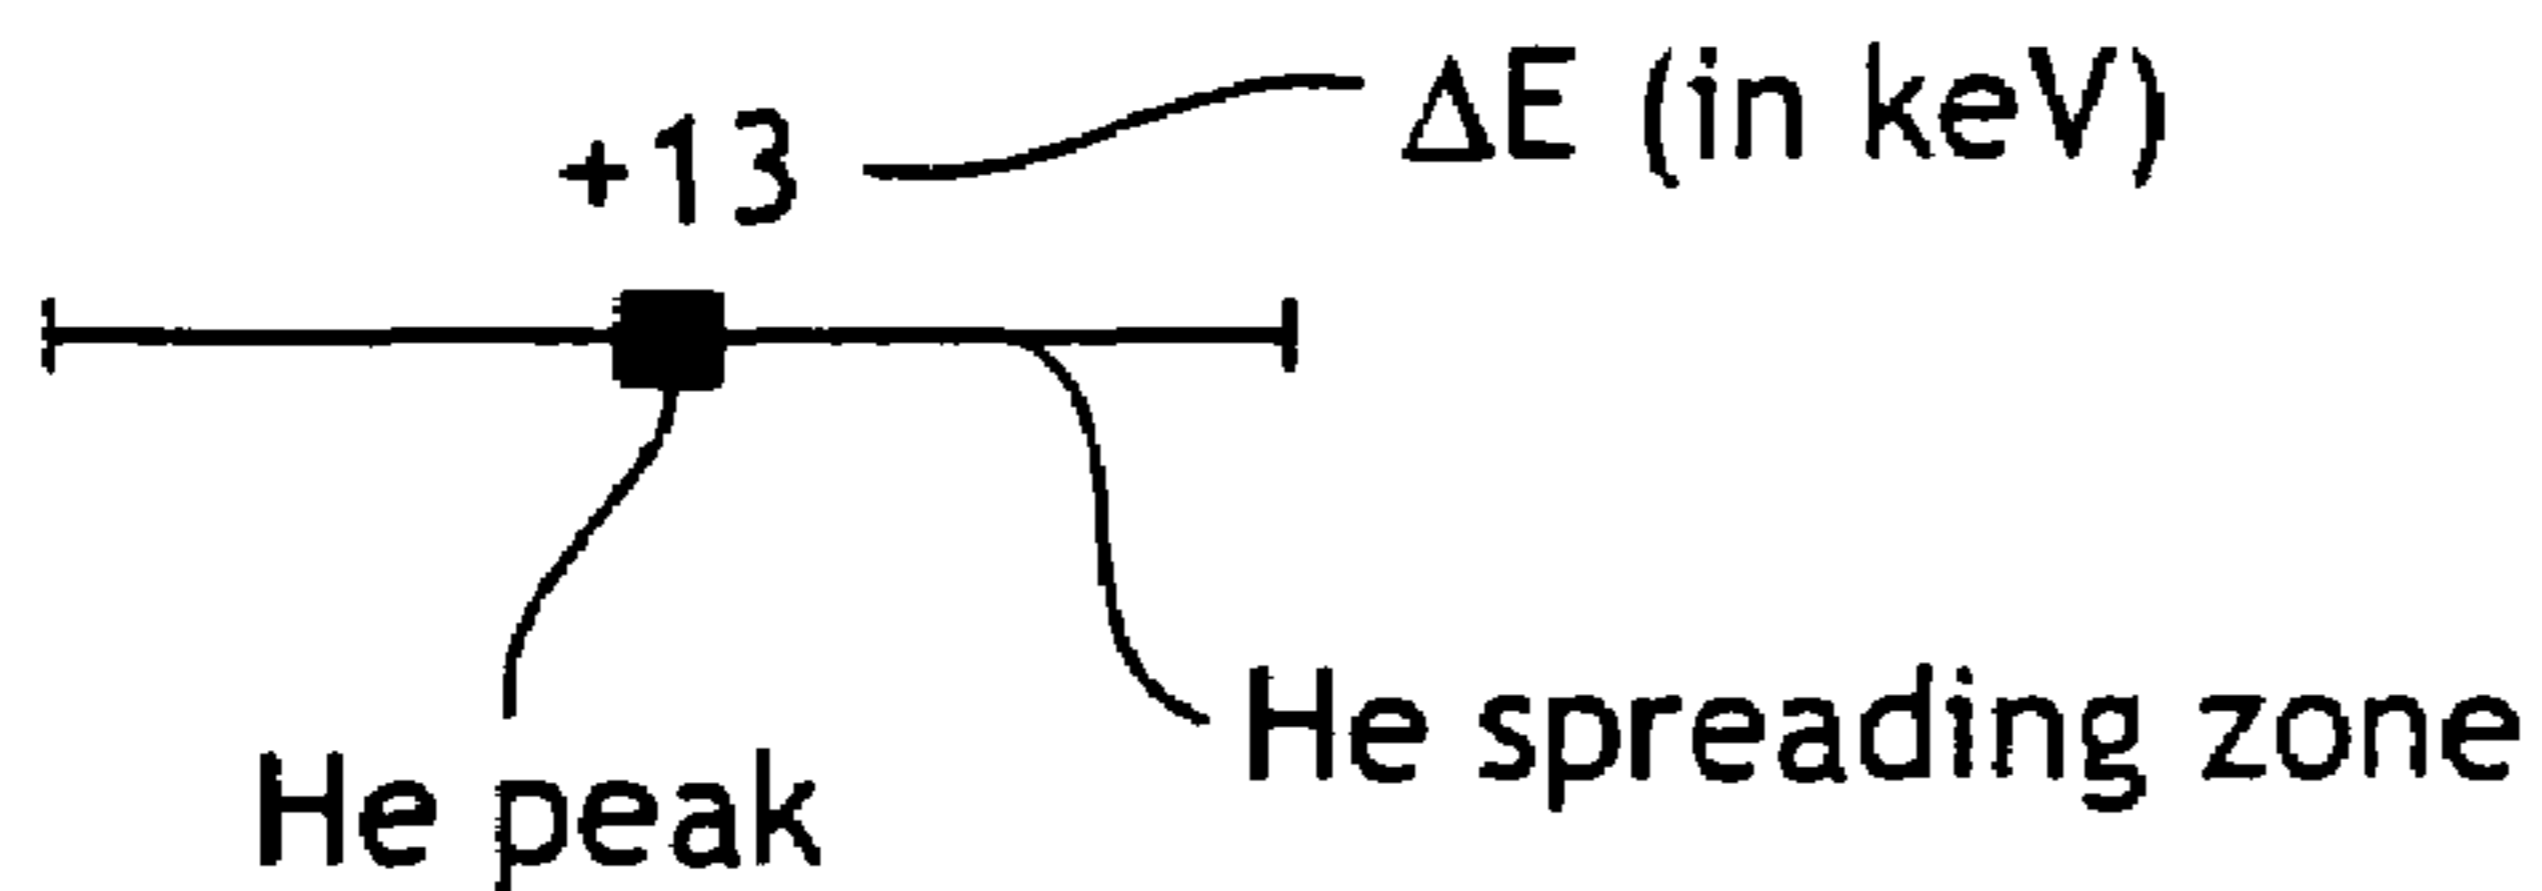 ΔE (in keV)
+13
He spreading zone
He peak